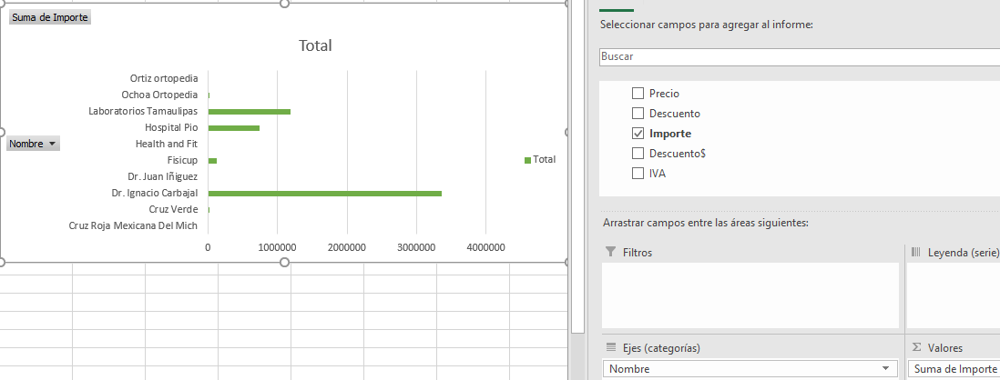 Suma de Importe
Total
Ortiz ortopedia
Ochoa Ortopedia
Laboratorios Tamaulipas
Hospital Pio
Health and Fit
Fisicup
Dr. Juan Iñiguez
Dr. Ignacio Carbajal
Cruz Verde
Cruz Roja Mexicana Del Mich
Nombre
Total
0 1000000 2000000 3000000 4000000
Seleccionar campos para agregar al informe:
Buscar
Precio
Descuento
Importe
Descuento$
IVA
Arrastrar campos entre las áreas siguientes:
Filtros
Leyenda (serie)
Ejes (categorías)
Nombre
Valores
Suma de Importe